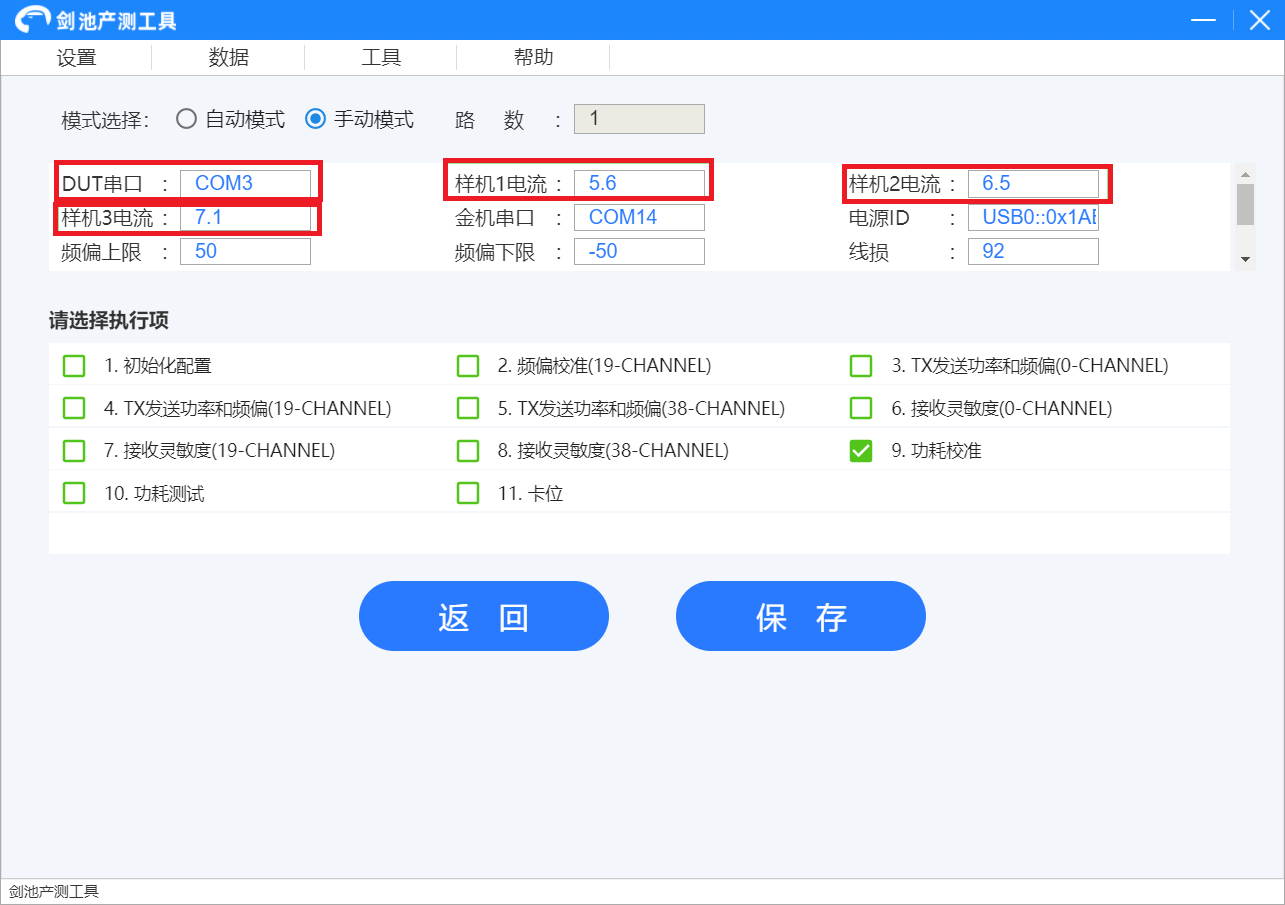 剑池产测工具
设置 数据 工具 帮助
模式选择： 自动模式 手动模式 路 数 : 1
DUT串口 : COM3 样机1电流 : 5.6 样机2电流 : 6.5
样机3电流 : 7.1 金机串口 : COM14 电源ID : USB0::0x1AB
频偏上限 : 50 频偏下限 : -50 线损 : 92
请选择执行项
1. 初始化配置 2. 频偏校准(19-CHANNEL) 3. TX发送功率和频偏(0-CHANNEL)
4. TX发送功率和频偏(19-CHANNEL) 5. TX发送功率和频偏(38-CHANNEL) 6. 接收灵敏度(0-CHANNEL)
7. 接收灵敏度(19-CHANNEL) 8. 接收灵敏度(38-CHANNEL) 9. 功耗校准
10. 功耗测试 11. 卡位
返 回 保 存
剑池产测工具